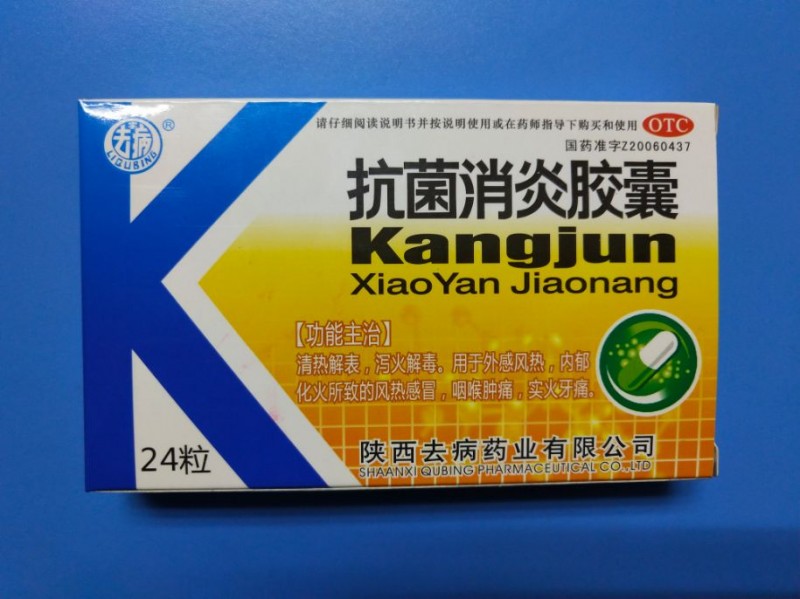 去病
LIQUBING
®
请仔细阅读说明书并按说明使用或在药师指导下购买和使用 OTC
国药准字Z20060437
抗菌消炎胶囊
Kangjun
XiaoYan Jiaonang
【功能主治】
清热解表，泻火解毒。用于外感风热，内郁
化火所致的风热感冒，咽喉肿痛，实火牙痛。
24粒
陕西去病药业有限公司
SHAANXI QUBING PHARMACEUTICAL CO.,LTD